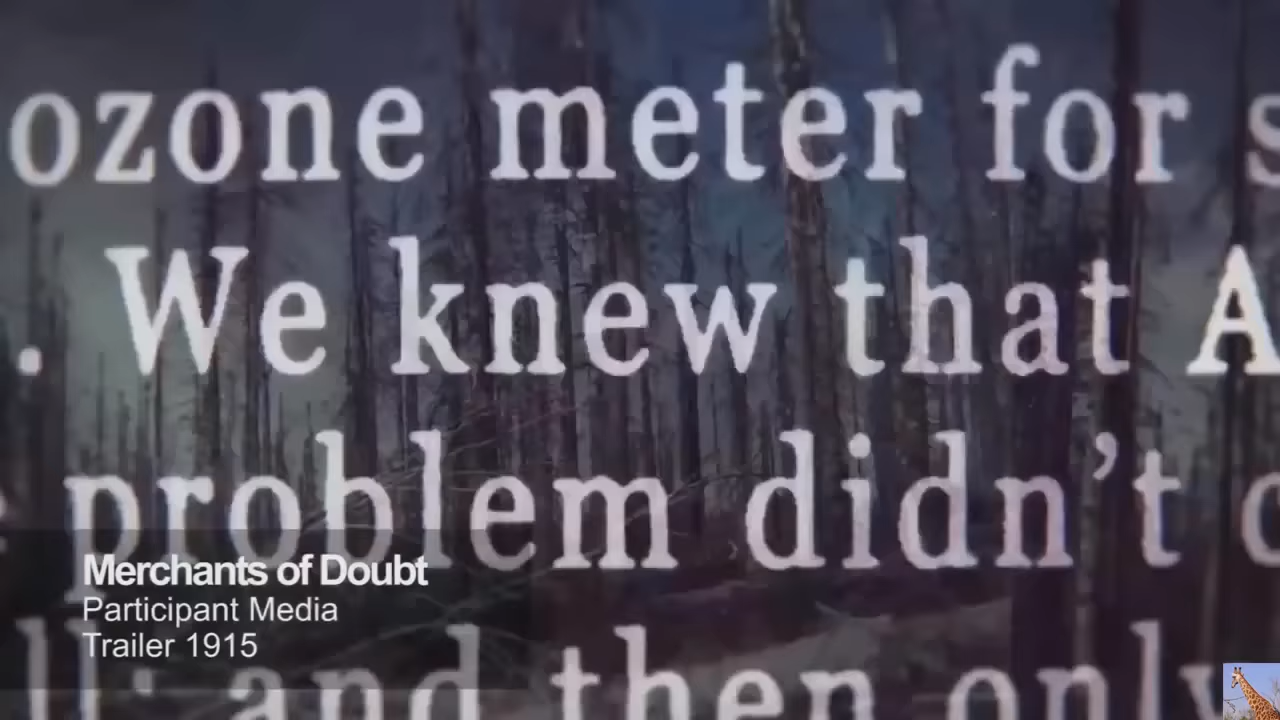 ozone meter for s
. We knew that A
problem didn't
Merchants of Doubt
Participant Media
Trailer 1915
and then only